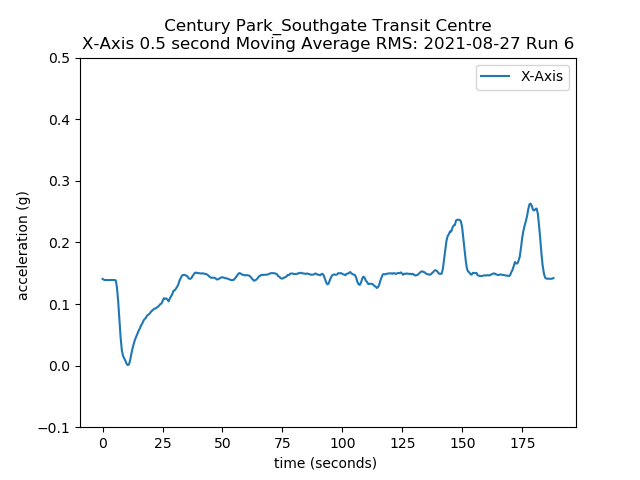 Century Park_Southgate Transit Centre
X-Axis 0.5 second Moving Average RMS: 2021-08-27 Run 6
X-Axis
0.5
0.4
0.3
0.2
0.1
0.0
−0.1
acceleration (g)
0 25 50 75 100 125 150 175
time (seconds)